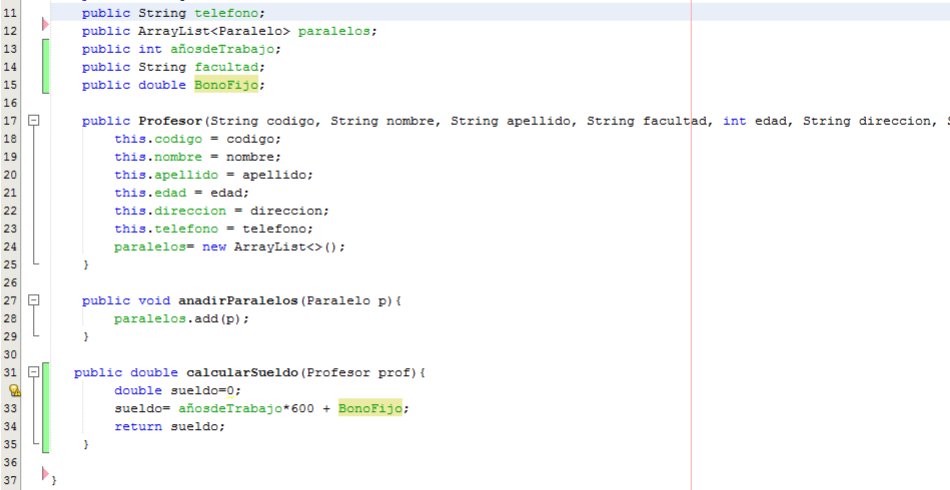 11 public String telefono;
12 public ArrayList<Paralelo> paralelos;
13 public int añosdeTrabajo;
14 public String facultad;
15 public double BonoFijo;
16
17 public Profesor(String codigo, String nombre, String apellido, String facultad, int edad, String direccion,
18 this.codigo = codigo;
19 this.nombre = nombre;
20 this.apellido = apellido;
21 this.edad = edad;
22 this.direccion = direccion;
23 this.telefono = telefono;
24 paralelos= new ArrayList<>();
25 }
26
27 public void anadirParalelos(Paralelo p){
28 paralelos.add(p);
29 }
30
31 public double calcularSueldo(Profesor prof){
double sueldo=0;
33 sueldo= añosdeTrabajo*600 + BonoFijo;
34 return sueldo;
35 }
36
37 }